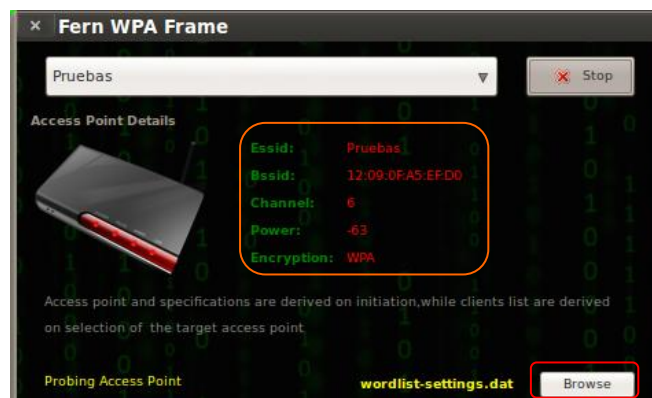 × Fern WPA Frame
Pruebas
Stop
Access Point Details
Essid: Pruebas
Bssid: 12:09:0F:A5:EF:D0
Channel: 6
Power: -63
Encryption: WPA
Access point and specifications are derived on initiation,while clients list are derived
on selection of the target access point
Probing Access Point
wordlist-settings.dat
Browse